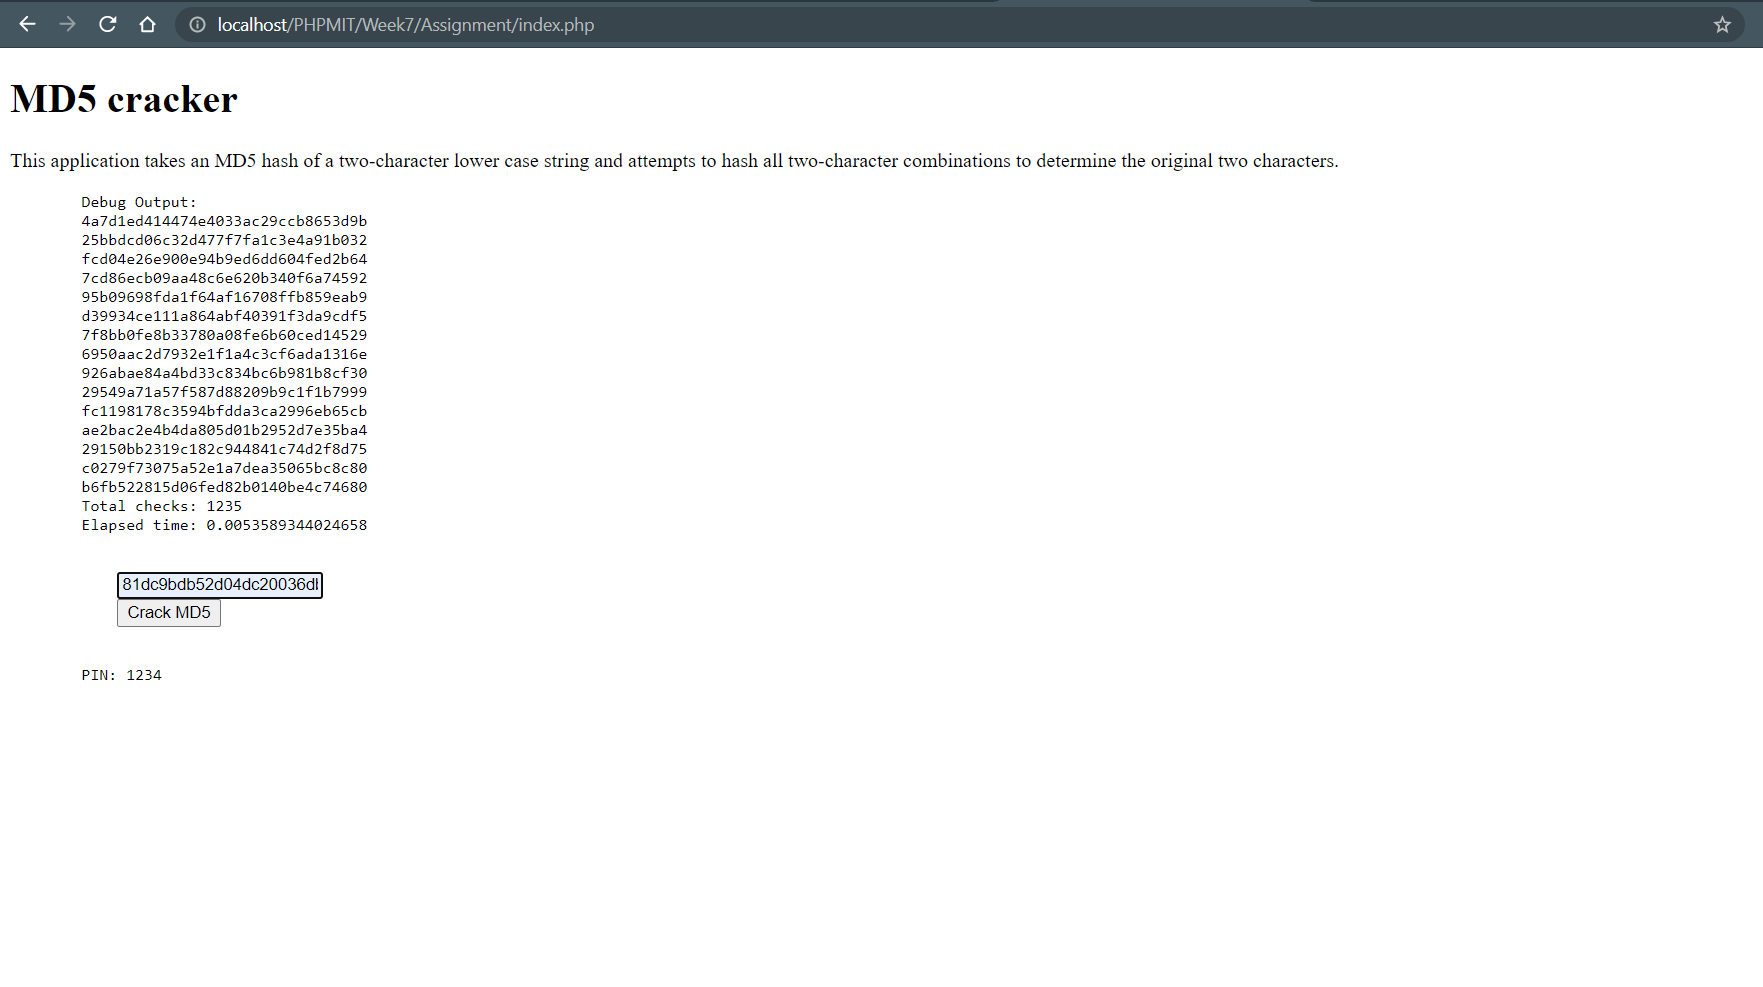 localhost/PHPMIT/Week7/Assignment/index.php
MD5 cracker
This application takes an MD5 hash of a two-character lower case string and attempts to hash all two-character combinations to determine the original two characters.
Debug Output:
4a7d1ed414474e4033ac29ccb8653d9b
25bbdcd06c32d477f7fa1c3e4a91b032
fcd04e26e900e94b9ed6dd604fed2b64
7cd86ecb09aa48c6e620b340f6a74592
95b09698fda1f64af16708ffb859eab9
d39934ce111a864abf40391f3da9cdf5
7f8bb0fe8b33780a08fe6b60ced14529
6950aac2d7932e1f1a4c3cf6ada1316e
926abae84a4bd33c834bc6b981b8cf30
29549a71a57f587d88209b9c1f1b7999
fc1198178c3594bfdda3ca2996eb65cb
ae2bac2e4b4da805d01b2952d7e35ba4
29150bb2319c182c944841c74d2f8d75
c0279f73075a52e1a7dea35065bc8c80
b6fb522815d06fed82b0140be4c74680
Total checks: 1235
Elapsed time: 0.0053589344024658
81dc9bdb52d04dc20036d
Crack MD5
PIN: 1234